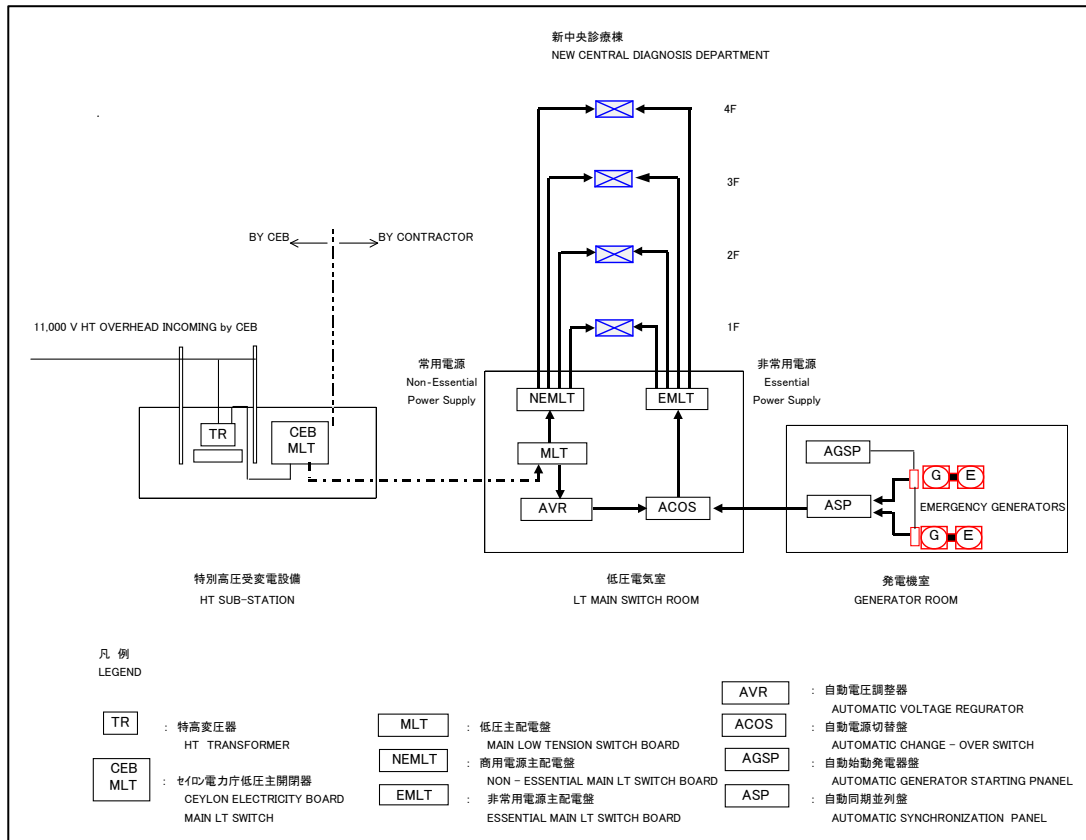 新中央診療棟
NEW CENTRAL DIAGNOSIS DEPARTMENT
4F
3F
BY CEB
BY CONTRACTOR
2F
11,000 V HT OVERHEAD INCOMING by CEB
1F
常用電源
Non-Essential
Power Supply
非常用電源
Essential
Power Supply
NEMLT
EMLT
TR
CEB
MLT
MLT
AVR
ACOS
AGSP
ASP
G
E
EMERGENCY GENERATORS
G
E
特別高圧受変電設備
HT SUB-STATION
低圧電気室
LT MAIN SWITCH ROOM
発電機室
GENERATOR ROOM
凡 例
LEGEND
TR
: 特高変圧器
HT TRANSFORMER
CEB
MLT
: セイロン電力庁低圧主開閉器
CEYLON ELECTRICITY BOARD
MAIN LT SWITCH
MLT
: 低圧主配電盤
MAIN LOW TENSION SWITCH BOARD
NEMLT
: 商用電源主配電盤
NON - ESSENTIAL MAIN LT SWITCH BOARD
EMLT
: 非常用電源主配電盤
ESSENTIAL MAIN LT SWITCH BOARD
AVR
: 自動電圧調整器
AUTOMATIC VOLTAGE REGURATOR
ACOS
: 自動電源切替盤
AUTOMATIC CHANGE - OVER SWITCH
AGSP
: 自動始動発電器盤
AUTOMATIC GENERATOR STARTING PNANEL
ASP
: 自動同期並列盤
AUTOMATIC SYNCHRONIZATION PANEL